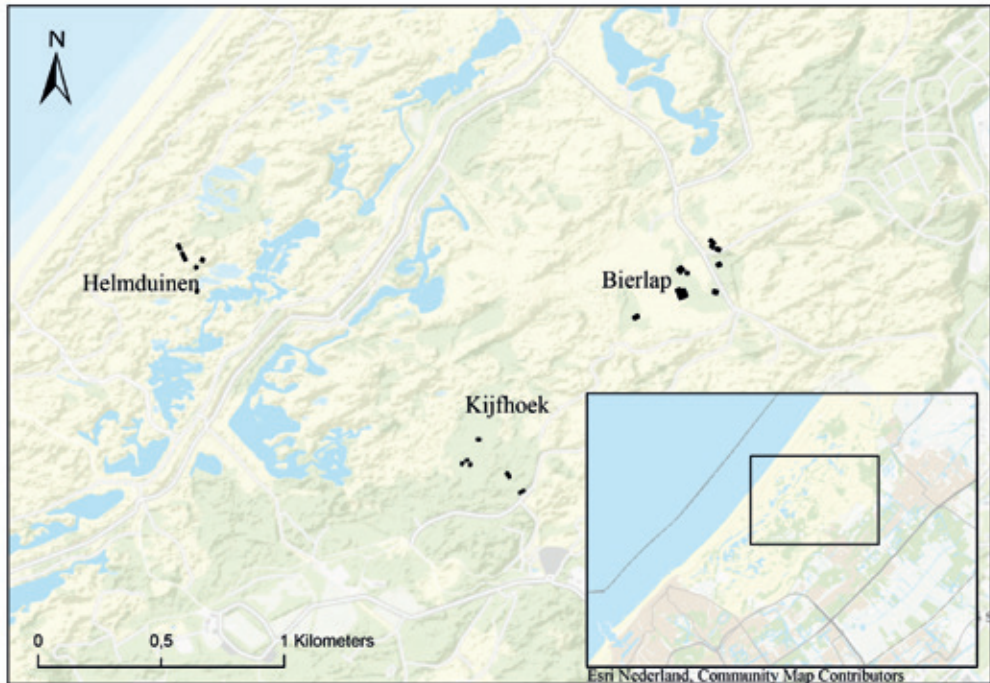 N
Helmduinen
Bierlap
Kijfhoek
0 0,5 1 Kilometers
Esri Nederland, Community Map Contributors